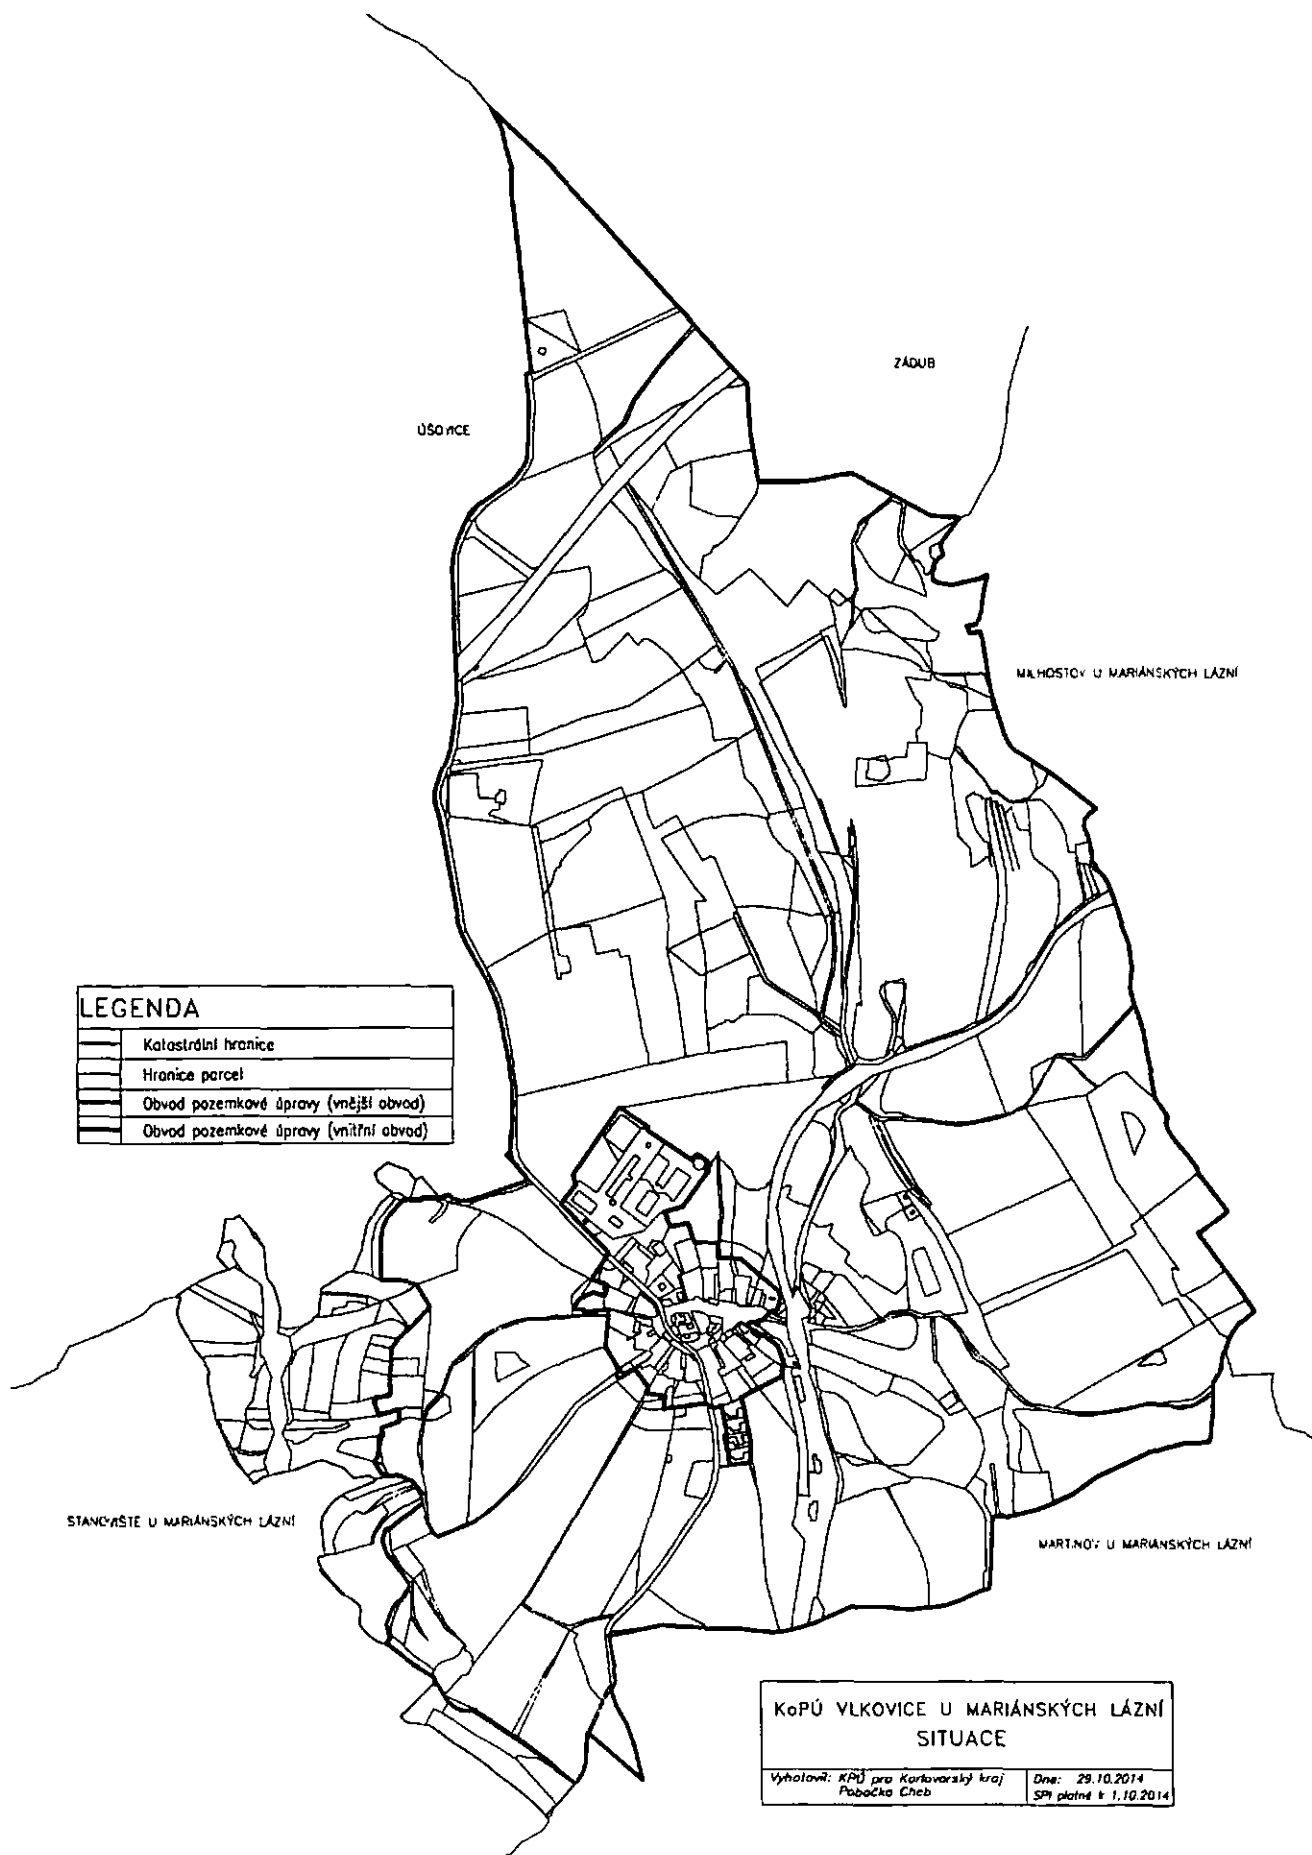 ZÁDUB
ÚŠOVICE
MILHOSTOV U MARIÁNSKÝCH LÁZNÍ
LEGENDA
Katastrální hranice
Hranice parcel
Obvod pozemkové úpravy (vnější obvod)
Obvod pozemkové úpravy (vnitřní obvod)
STANOVIŠTĚ U MARIÁNSKÝCH LÁZNÍ
MARTINOV U MARIÁNSKÝCH LÁZNÍ
KoPÚ VLKOVICE U MARIÁNSKÝCH LÁZNÍ
SITUACE
Vyhotovil: KPÚ pro Karlovarský kraj
Pobočka Cheb
Dne: 29.10.2014
SPI platné k 1.10.2014